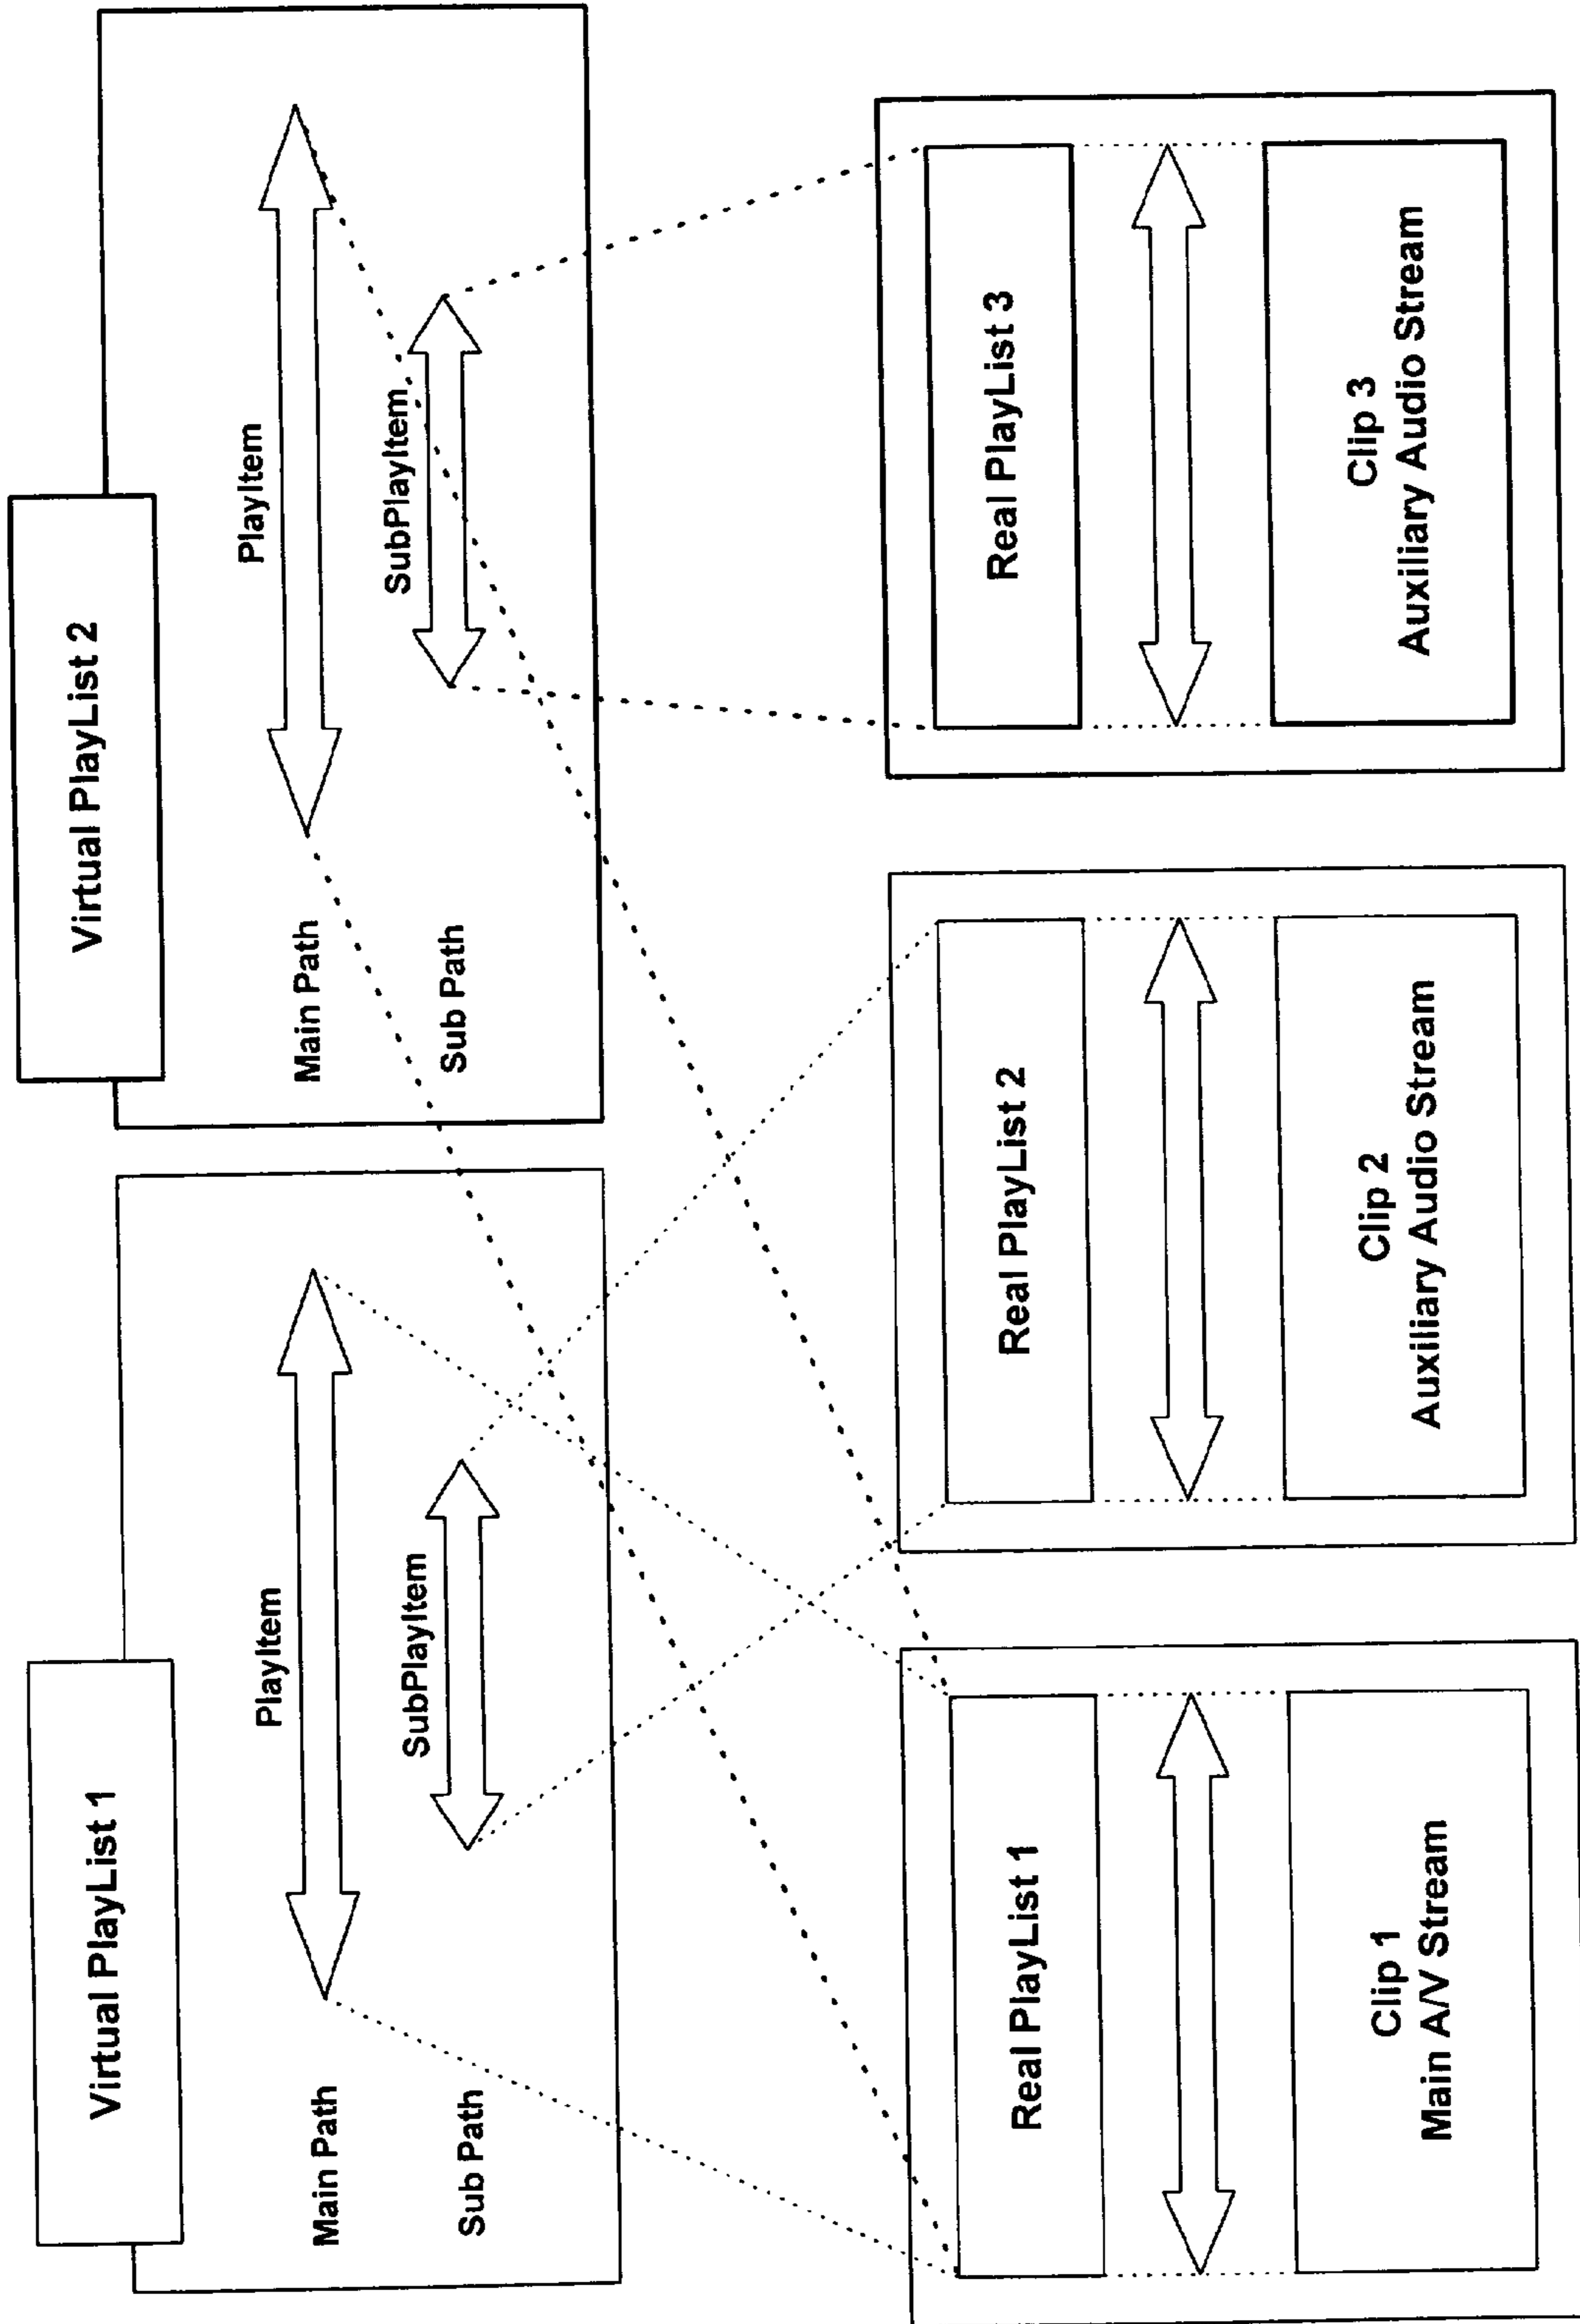 Virtual PlayList 1
PlayItem
Main Path
SubPlayItem
Sub Path
Virtual PlayList 2
PlayItem
Main Path
SubPlayItem
Sub Path
Real PlayList 1
Clip 1
Main A/V Stream
Real PlayList 2
Clip 2
Auxiliary Audio Stream
Real PlayList 3
Clip 3
Auxiliary Audio Stream